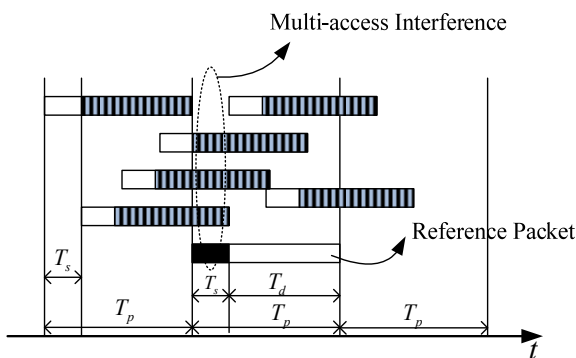 Multi-access Interference
Reference Packet
T_s
T_s
T_d
T_p
T_p
T_p
t